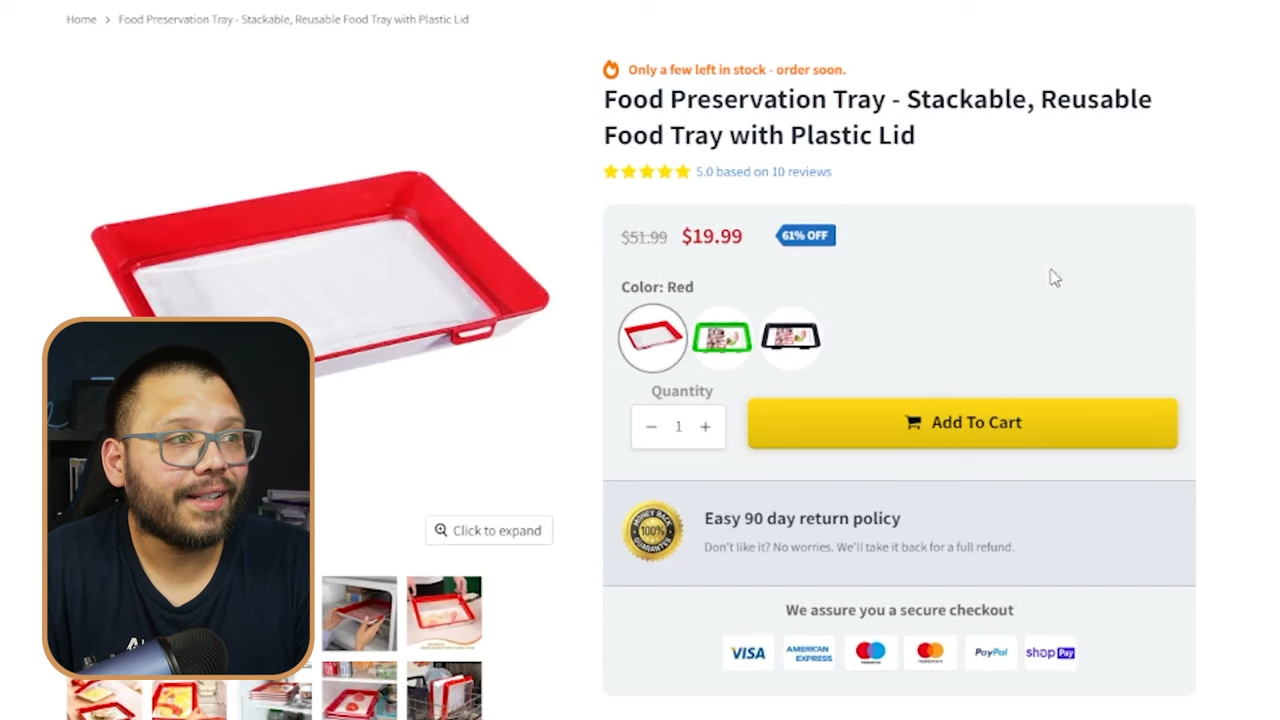 Home > Food Preservation Tray - Stackable, Reusable Food Tray with Plastic Lid
Only a few left in stock - order soon.
Food Preservation Tray - Stackable, Reusable
Food Tray with Plastic Lid
5.0 based on 10 reviews
$51.99 $19.99 61% OFF
Color: Red
Quantity
− 1 +
Add To Cart
MONEY BACK
100%
GUARANTEE
Easy 90 day return policy
Don't like it? No worries. We'll take it back for a full refund.
Click to expand
We assure you a secure checkout
VISA
AMERICAN
EXPRESS
PayPal
shop Pay